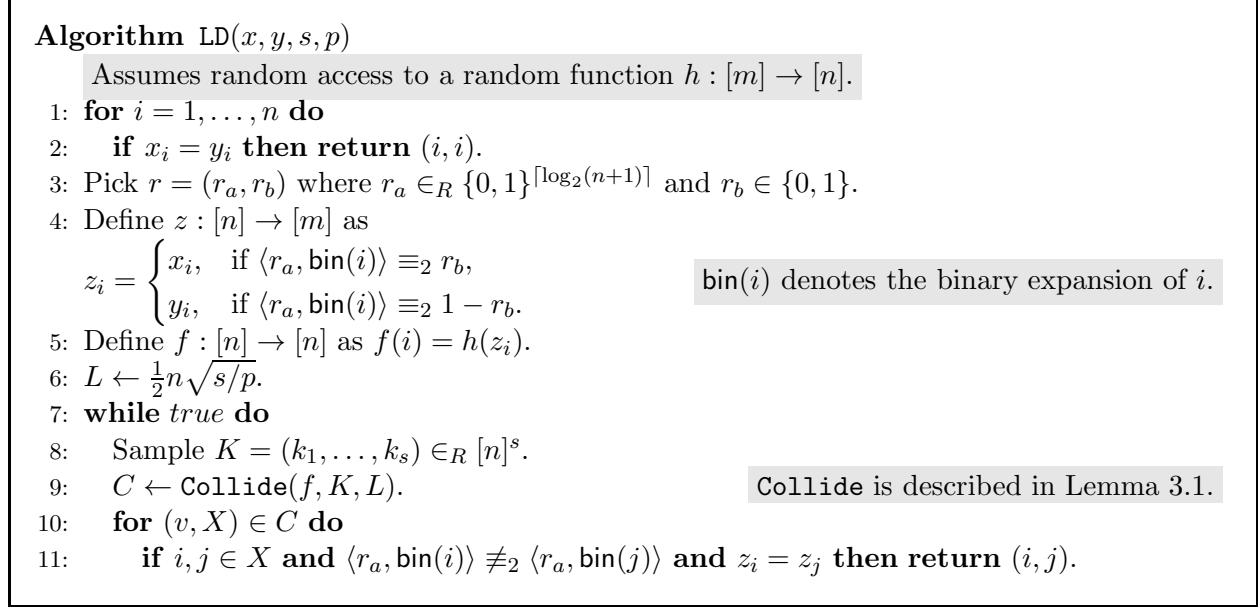 Algorithm LD(x, y, s, p)
Assumes random access to a random function h : [m] → [n].
1: for i = 1, . . . , n do
2: if x_i = y_i then return (i, i).
3: Pick r = (r_a, r_b) where r_a ∈_R {0, 1}^{⌈log_2(n+1)⌉} and r_b ∈ {0, 1}.
4: Define z : [n] → [m] as
z_i = { x_i, if ⟨r_a, bin(i)⟩ ≡_2 r_b,
y_i, if ⟨r_a, bin(i)⟩ ≡_2 1 − r_b.
bin(i) denotes the binary expansion of i.
5: Define f : [n] → [n] as f(i) = h(z_i).
6: L ← ½n√(s/p).
7: while true do
8: Sample K = (k_1, . . . , k_s) ∈_R [n]^s.
9: C ← Collide(f, K, L). Collide is described in Lemma 3.1.
10: for (v, X) ∈ C do
11: if i, j ∈ X and ⟨r_a, bin(i)⟩ ≢_2 ⟨r_a, bin(j)⟩ and z_i = z_j then return (i, j).